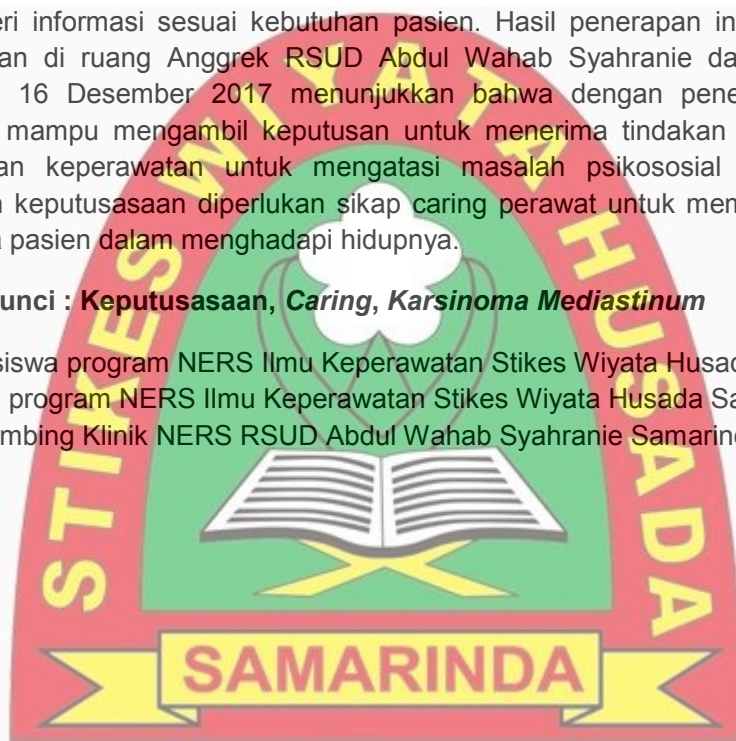 eri informasi sesuai kebutuhan pasien. Hasil penerapan in
an di ruang Anggrek RSUD Abdul Wahab Syahranie da
16 Desember 2017 menunjukkan bahwa dengan pene
mampu mengambil keputusan untuk menerima tindakan
an keperawatan untuk mengatasi masalah psikososial
keputusasaan diperlukan sikap caring perawat untuk mem
pasien dalam menghadapi hidupnya.
unci : Keputusasaan, Caring, Karsinoma Mediastinum
siswa program NERS Ilmu Keperawatan Stikes Wiyata Husad
program NERS Ilmu Keperawatan Stikes Wiyata Husada Sa
mbing Klinik NERS RSUD Abdul Wahab Syahranie Samarin
STIKES WIYATA HUSADA
SAMARINDA